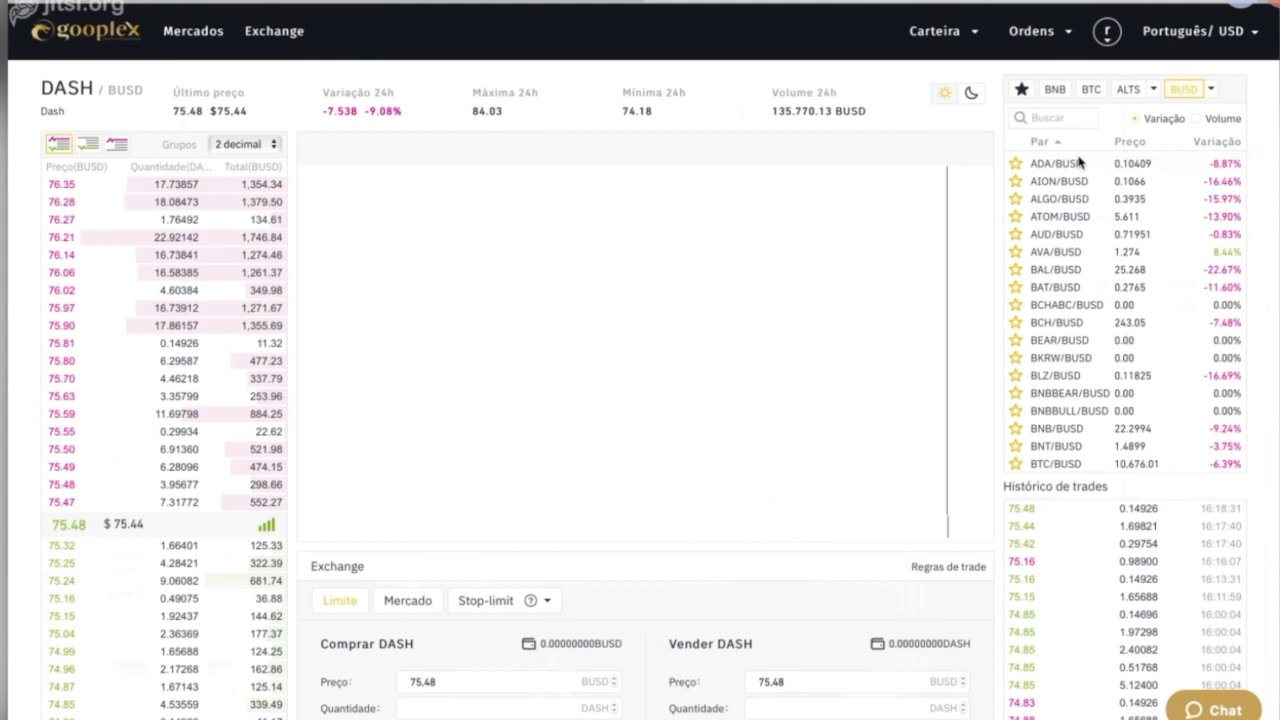 jitsi.org
gooplex Mercados Exchange Carteira Ordens r Português/ USD
DASH / BUSD
Dash
Último preço
75.48 $75,44
Variação 24h
-7.538 -9.08%
Máxima 24h
84.03
Mínima 24h
74.18
Volume 24h
135.770.13 BUSD
Grupos 2 decimal
Preço(BUSD) Quantidade(DA... Total(BUSD)
76.35 17.73857 1,354.34
76.28 18.08473 1,379.50
76.27 1.76492 134.61
76.21 22.92142 1,746.84
76.14 16.73841 1,274.46
76.06 16.58385 1,261.37
76.02 4.60384 349.98
75.97 16.73912 1,271.67
75.90 17.86157 1,355.69
75.81 0.14926 11.32
75.80 6.29587 477.23
75.70 4.46218 337.79
75.63 3.35799 253.96
75.59 11.69798 884.25
75.55 0.29934 22.62
75.50 6.91360 521.98
75.49 6.28096 474.15
75.48 3.95677 298.66
75.47 7.31772 552.27
75.48 $ 75.44
75.32 1.66401 125.33
75.25 4.28421 322.39
75.24 9.06082 681.74
75.16 0.49075 36.88
75.15 1.92437 144.62
75.04 2.36369 177.37
74.99 1.65688 124.25
74.96 2.17268 162.86
74.87 1.67143 125.14
74.85 4.53559 339.49
Exchange Regras de trade
Limite Mercado Stop-limit ?
Comprar DASH 0.00000000BUSD
Preço: 75,48 BUSD
Quantidade: DASH
Vender DASH 0.00000000DASH
Preço: 75,48 BUSD
Quantidade: DASH
BNB BTC ALTS BUSD
Buscar Variação Volume
Par Preço Variação
ADA/BUSD 0.10409 -8.87%
AION/BUSD 0.1066 -16.46%
ALGO/BUSD 0.3935 -15.97%
ATOM/BUSD 5.611 -13.90%
AUD/BUSD 0.71951 -0.83%
AVA/BUSD 1.274 8.44%
BAL/BUSD 25.268 -22.67%
BAT/BUSD 0.2765 -11.60%
BCHABC/BUSD 0.00 0.00%
BCH/BUSD 243.05 -7.48%
BEAR/BUSD 0.00 0.00%
BKRW/BUSD 0.00 0.00%
BLZ/BUSD 0.11825 -16.69%
BNBBEAR/BUSD 0.00 0.00%
BNBBULL/BUSD 0.00 0.00%
BNB/BUSD 22.2994 -9.24%
BNT/BUSD 1.4899 -3.75%
BTC/BUSD 10,676.01 -6.39%
Histórico de trades
75.48 0.14926 16:18:31
75.44 1.69821 16:17:40
75.42 0.29754 16:17:40
75.16 0.98900 16:16:07
75.16 0.14926 16:13:31
75.15 1.65688 16:11:59
74.85 0.14696 16:00:04
74.85 1.97298 16:00:04
74.85 2.40082 16:00:04
74.85 0.51768 16:00:04
74.85 5.12400 16:00:04
74.83 0.14926
Chat